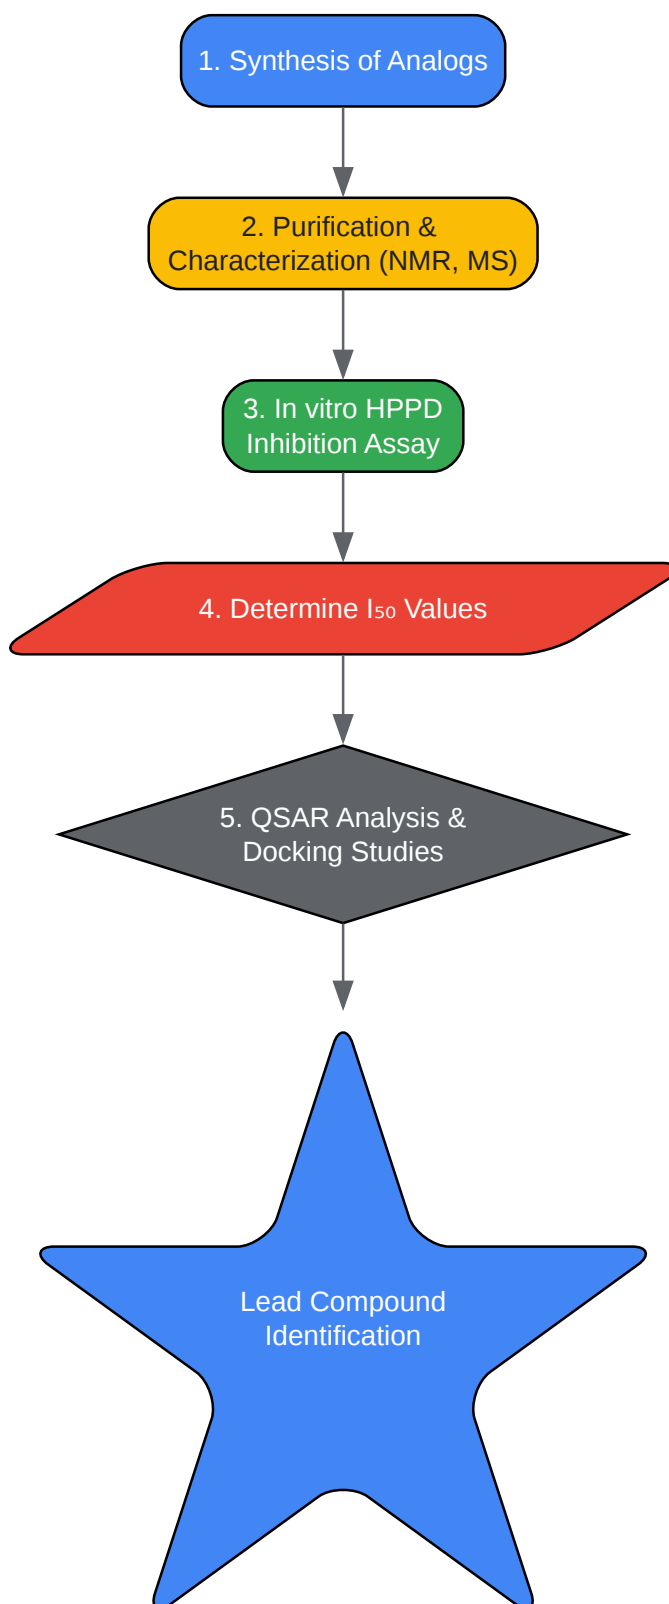 1. Synthesis of Analogs
2. Purification &
Characterization (NMR, MS)
3. In vitro HPPD
Inhibition Assay
4. Determine I₅₀ Values
5. QSAR Analysis &
Docking Studies
Lead Compound
Identification